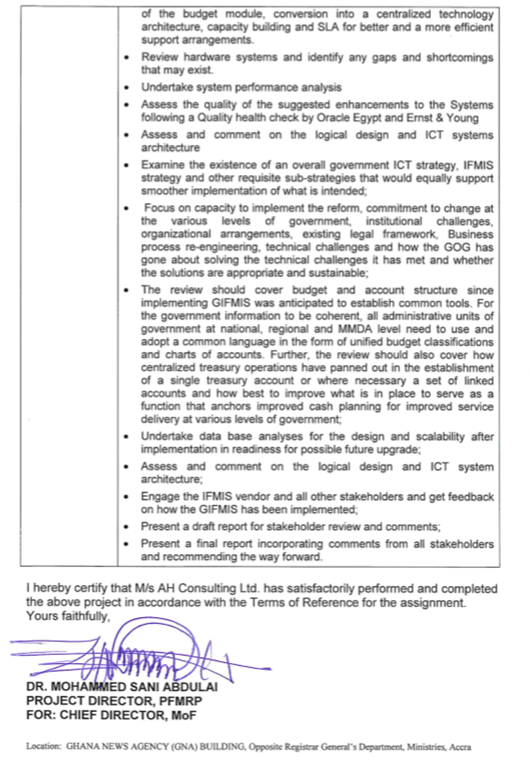 of the budget module, conversion into a centralized technology
architecture, capacity building and SLA for better and a more efficient
support arrangements.
• Review hardware systems and identify any gaps and shortcomings
that may exist.
• Undertake system performance analysis
• Assess the quality of the suggested enhancements to the Systems
following a Quality health check by Oracle Egypt and Ernst & Young
• Assess and comment on the logical design and ICT systems
architecture
• Examine the existence of an overall government ICT strategy, IFMIS
strategy and other requisite sub-strategies that would equally support
smoother implementation of what is intended;
• Focus on capacity to implement the reform, commitment to change at
the various levels of government, institutional challenges,
organizational arrangements, existing legal framework, Business
process re-engineering, technical challenges and how the GOG has
gone about solving the technical challenges it has met and whether
the solutions are appropriate and sustainable;
• The review should cover budget and account structure since
implementing GIFMIS was anticipated to establish common tools. For
the government information to be coherent, all administrative units of
government at national, regional and MMDA level need to use and
adopt a common language in the form of unified budget classifications
and charts of accounts. Further, the review should also cover how
centralized treasury operations have panned out in the establishment
of a single treasury account or where necessary a set of linked
accounts and how best to improve what is in place to serve as a
function that anchors improved cash planning for improved service
delivery at various levels of government;
• Undertake data base analyses for the design and scalability after
implementation in readiness for possible future upgrade;
• Assess and comment on the logical design and ICT system
architecture;
• Engage the IFMIS vendor and all other stakeholders and get feedback
on how the GIFMIS has been implemented;
• Present a draft report for stakeholder review and comments;
• Present a final report incorporating comments from all stakeholders
and recommending the way forward.
I hereby certify that M/s AH Consulting Ltd. has satisfactorily performed and completed
the above project in accordance with the Terms of Reference for the assignment.
Yours faithfully,
DR. MOHAMMED SANI ABDULAI
PROJECT DIRECTOR, PFMRP
FOR: CHIEF DIRECTOR, MoF
Location: GHANA NEWS AGENCY (GNA) BUILDING, Opposite Registrar General's Department, Ministries, Accra